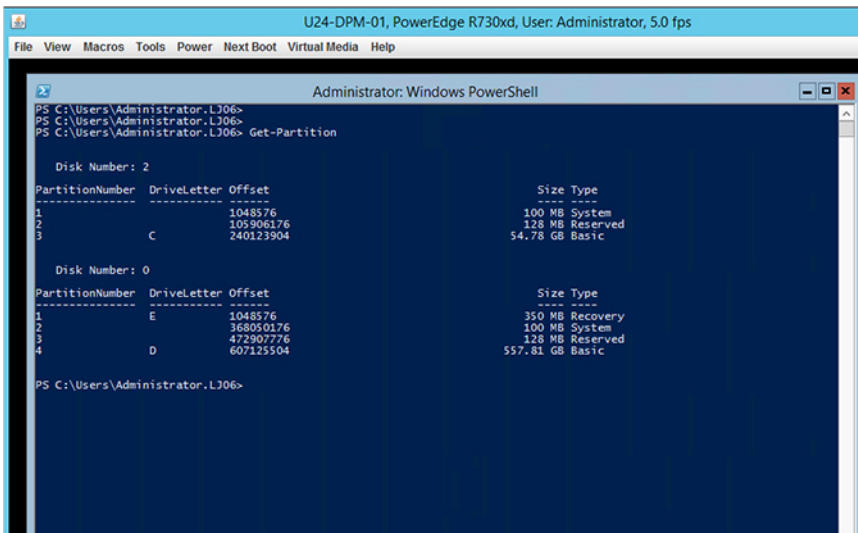 U24-DPM-01, PowerEdge R730xd, User: Administrator, 5.0 fps
File View Macros Tools Power Next Boot Virtual Media Help
Administrator: Windows PowerShell
PS C:\Users\Administrator.LJ06>
PS C:\Users\Administrator.LJ06>
PS C:\Users\Administrator.LJ06> Get-Partition
Disk Number: 2
PartitionNumber DriveLetter Offset Size Type
--------------- ----------- ------ ---- ----
1 1048576 100 MB System
2 105906176 128 MB Reserved
3 C 240123904 54.78 GB Basic
Disk Number: 0
PartitionNumber DriveLetter Offset Size Type
--------------- ----------- ------ ---- ----
1 E 1048576 350 MB Recovery
2 368050176 100 MB System
3 472907776 128 MB Reserved
4 D 607125504 557.81 GB Basic
PS C:\Users\Administrator.LJ06>